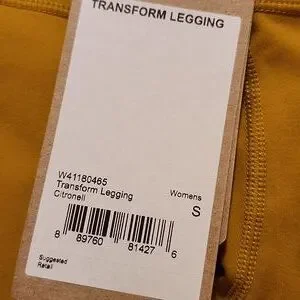 TRANSFORM LEGGING
W41180465
Transform Legging
Womens
Citronell
S
8 89760 81427 6
Suggested
Retail